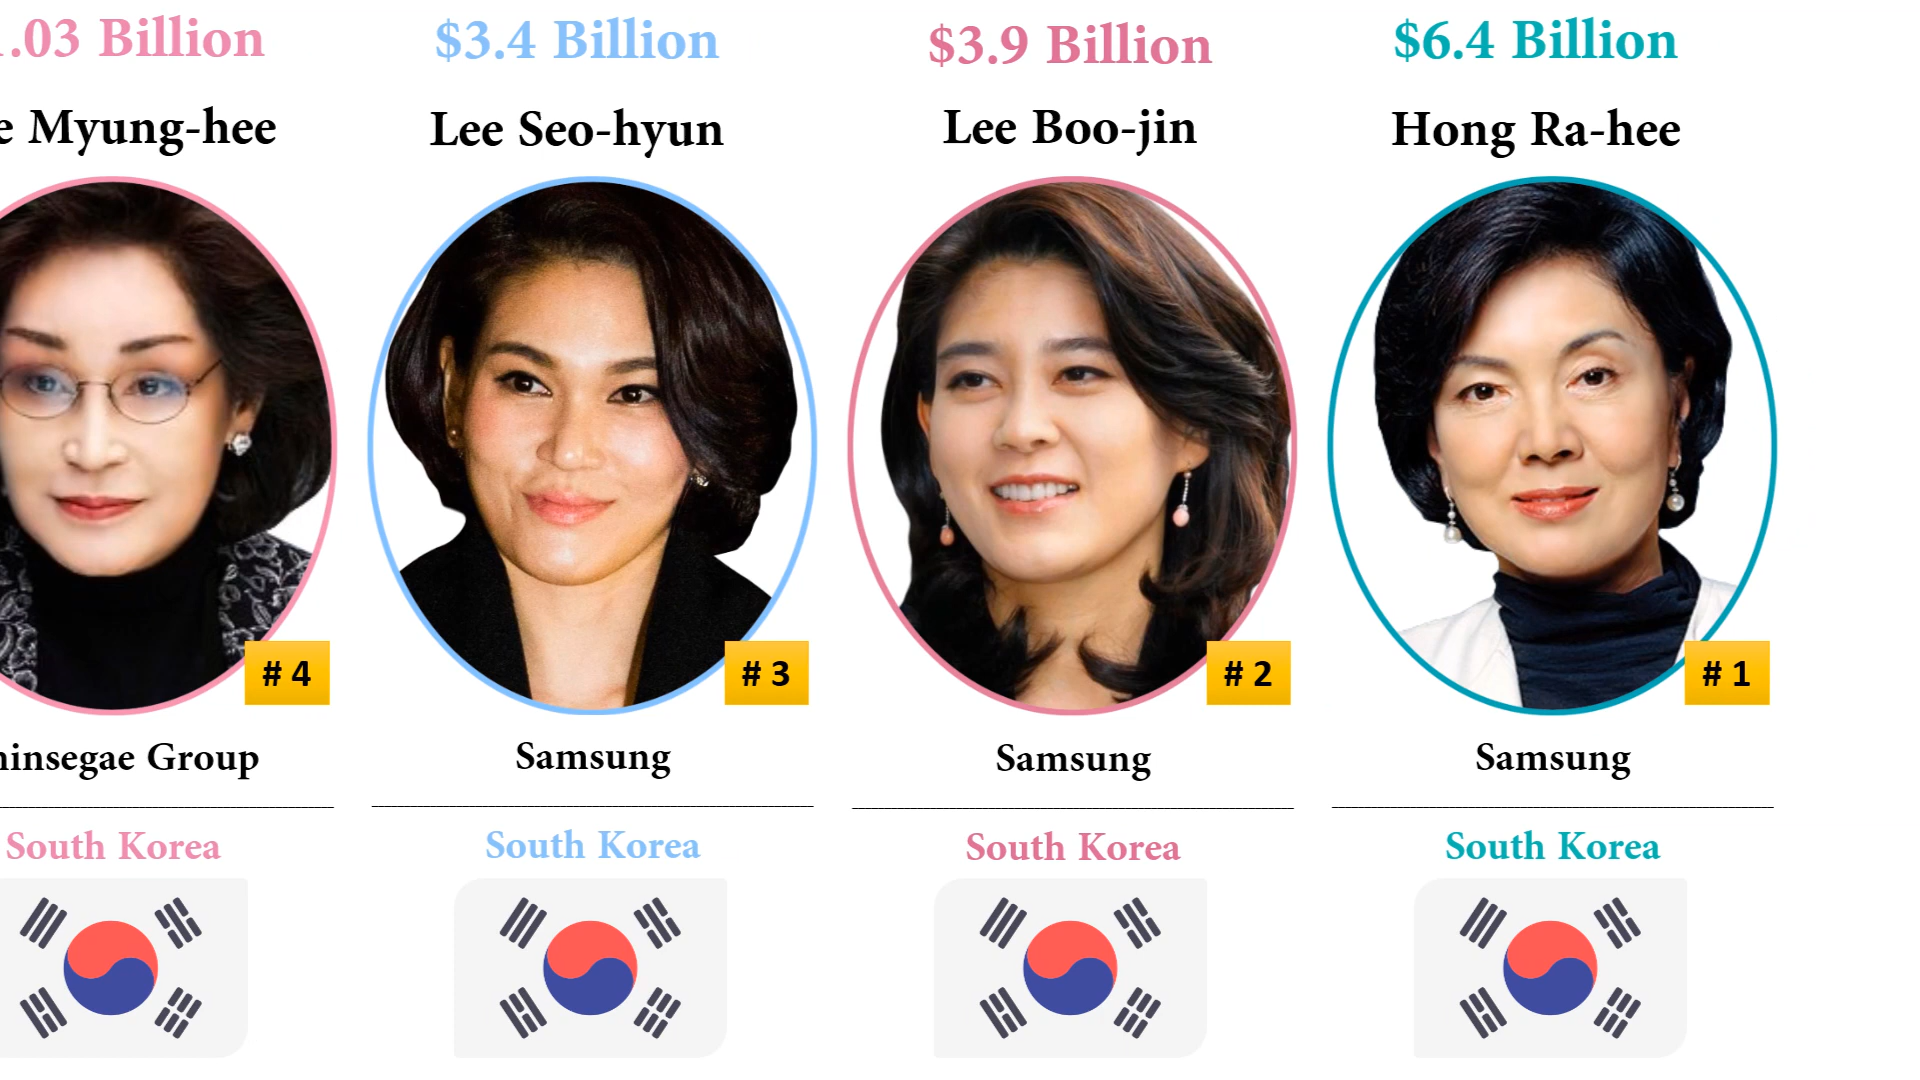 .03 Billion
$3.4 Billion
$3.9 Billion
$6.4 Billion
e Myung-hee
Lee Seo-hyun
Lee Boo-jin
Hong Ra-hee
# 4
# 3
# 2
# 1
hinsegae Group
Samsung
Samsung
Samsung
South Korea
South Korea
South Korea
South Korea